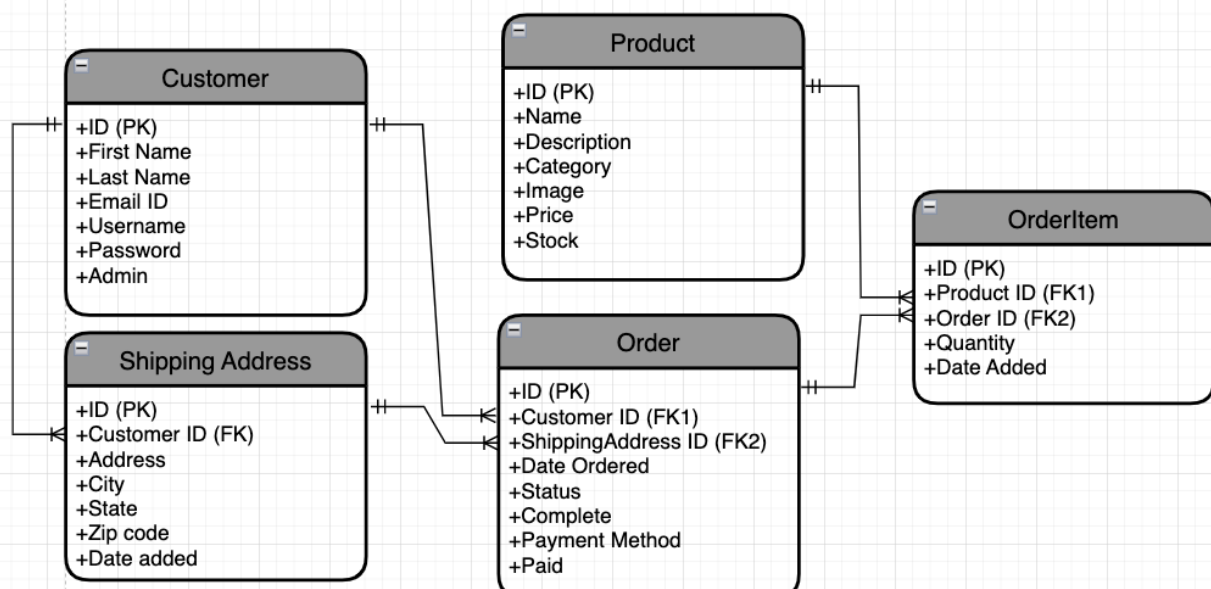 Customer
+ID (PK)
+First Name
+Last Name
+Email ID
+Username
+Password
+Admin
Product
+ID (PK)
+Name
+Description
+Category
+Image
+Price
+Stock
OrderItem
+ID (PK)
+Product ID (FK1)
+Order ID (FK2)
+Quantity
+Date Added
Shipping Address
+ID (PK)
+Customer ID (FK)
+Address
+City
+State
+Zip code
+Date added
Order
+ID (PK)
+Customer ID (FK1)
+ShippingAddress ID (FK2)
+Date Ordered
+Status
+Complete
+Payment Method
+Paid